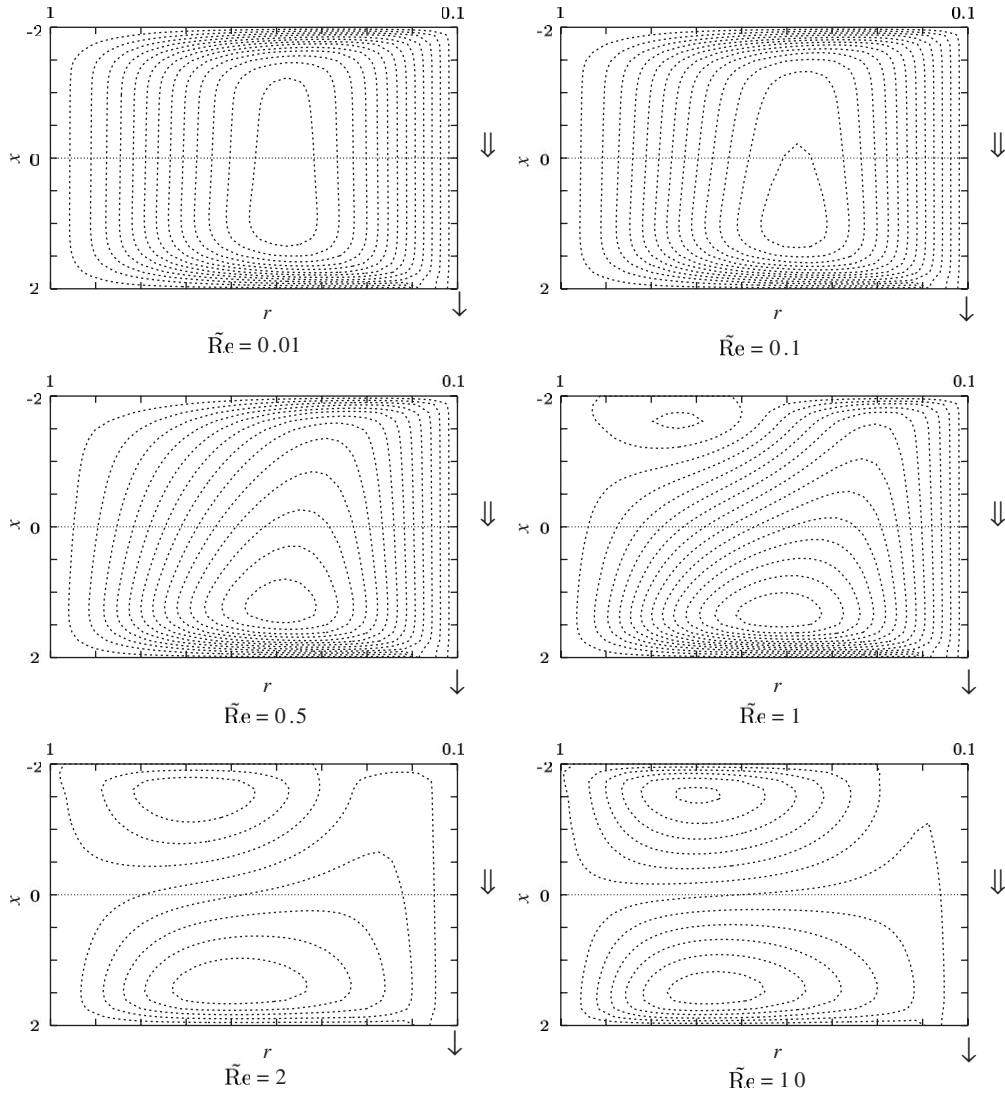 1 0.1 1 0.1
-2 -2
x 0 ⇓ x 0 ⇓
2 2
r ↓ r ↓
R̃e = 0.01 R̃e = 0.1
1 0.1 1 0.1
-2 -2
x 0 ⇓ x 0 ⇓
2 2
r ↓ r ↓
R̃e = 0.5 R̃e = 1
1 0.1 1 0.1
-2 -2
x 0 ⇓ x 0 ⇓
2 2
r ↓ r ↓
R̃e = 2 R̃e = 10